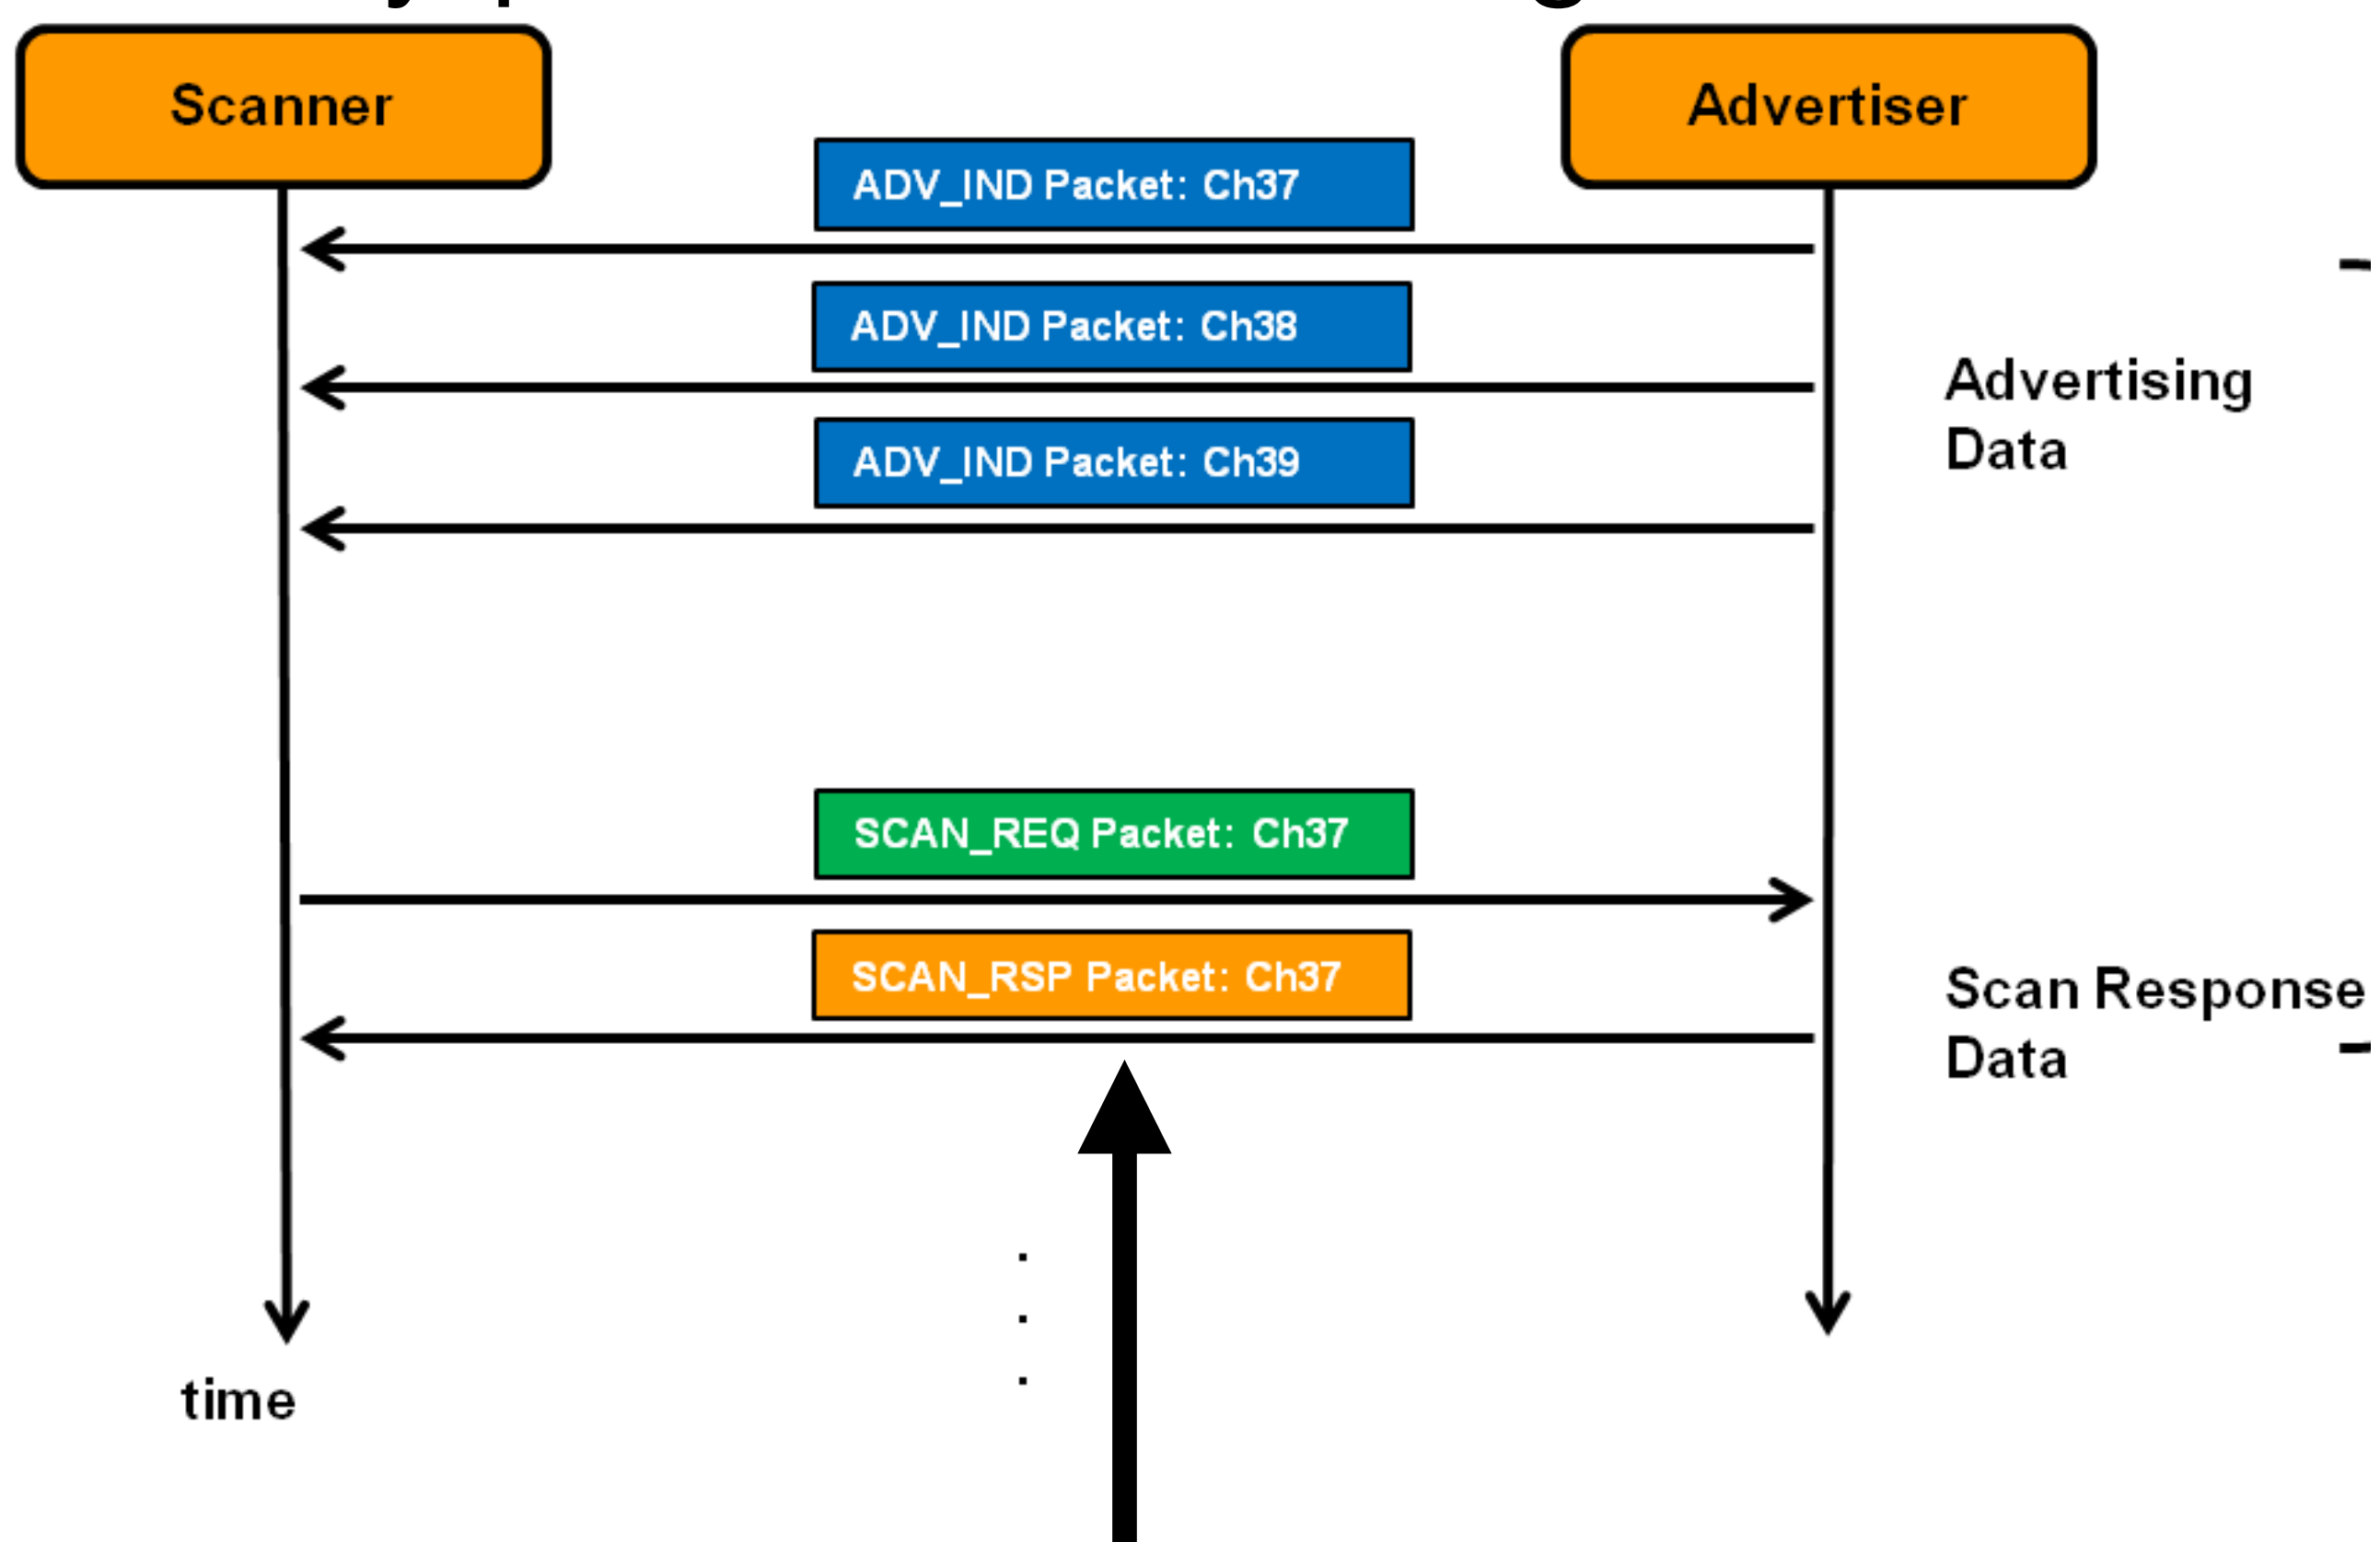 Scanner
Advertiser
ADV_IND Packet: Ch37
ADV_IND Packet: Ch38
Advertising
Data
ADV_IND Packet: Ch39
SCAN_REQ Packet: Ch37
SCAN_RSP Packet: Ch37
Scan Response
Data
.
.
.
time